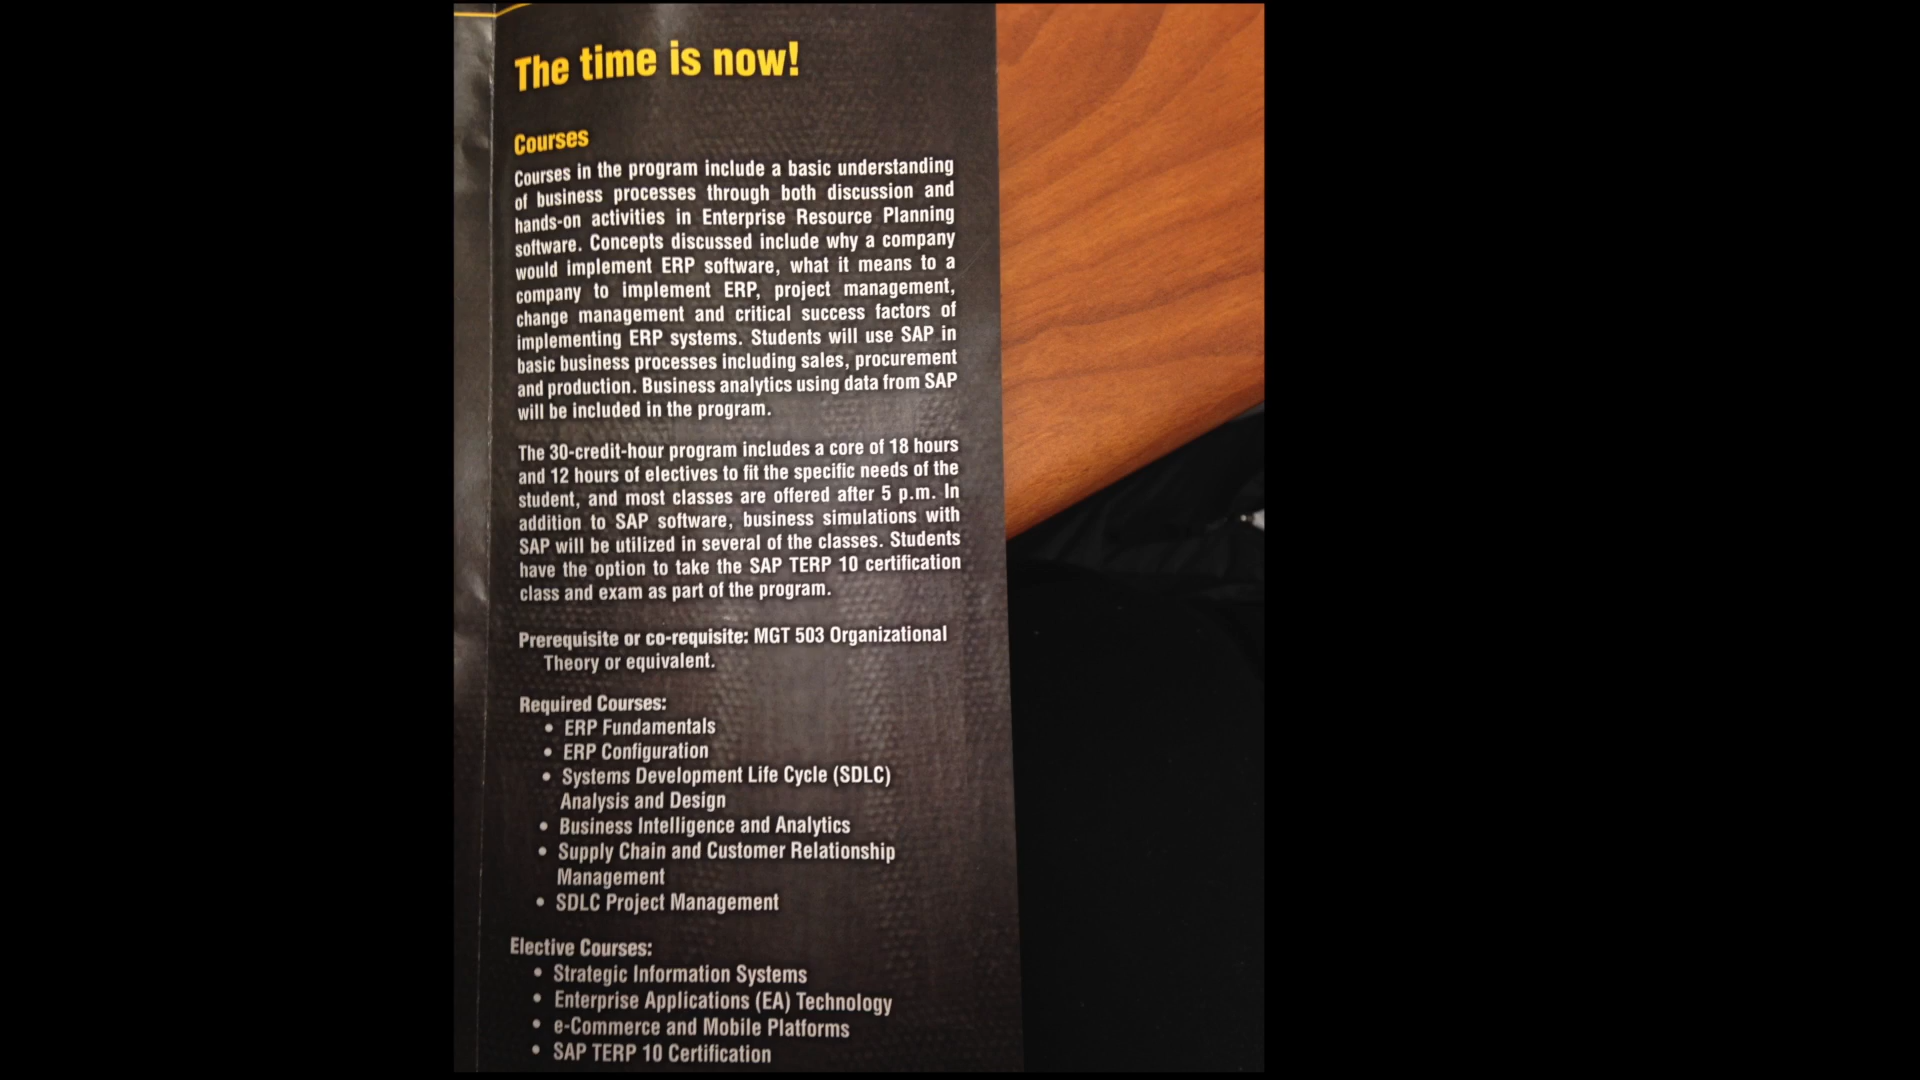 The time is now!
Courses
Courses in the program include a basic understanding
of business processes through both discussion and
hands-on activities in Enterprise Resource Planning
software. Concepts discussed include why a company
would implement ERP software, what it means to a
company to implement ERP, project management,
change management and critical success factors of
implementing ERP systems. Students will use SAP in
basic business processes including sales, procurement
and production. Business analytics using data from SAP
will be included in the program.
The 30-credit-hour program includes a core of 18 hours
and 12 hours of electives to fit the specific needs of the
student, and most classes are offered after 5 p.m. In
addition to SAP software, business simulations with
SAP will be utilized in several of the classes. Students
have the option to take the SAP TERP 10 certification
class and exam as part of the program.
Prerequisite or co-requisite: MGT 503 Organizational
Theory or equivalent.
Required Courses:
• ERP Fundamentals
• ERP Configuration
• Systems Development Life Cycle (SDLC)
Analysis and Design
• Business Intelligence and Analytics
• Supply Chain and Customer Relationship
Management
• SDLC Project Management
Elective Courses:
• Strategic Information Systems
• Enterprise Applications (EA) Technology
• e-Commerce and Mobile Platforms
• SAP TERP 10 Certification